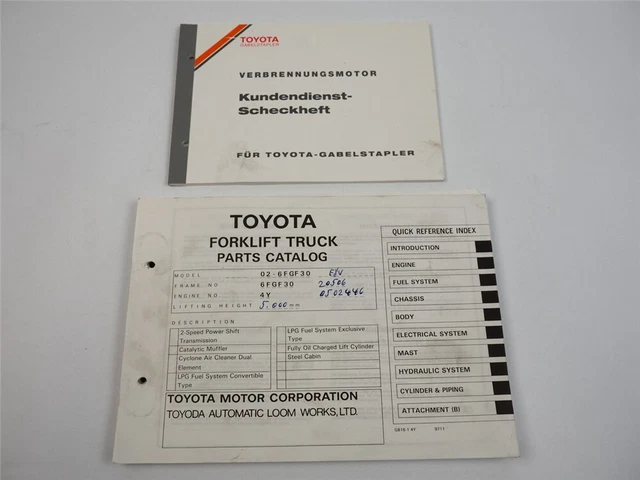 TOYOTA
GABELSTAPLER
VERBRENNUNGSMOTOR
Kundendienst-
Scheckheft
FÜR TOYOTA-GABELSTAPLER
TOYOTA
FORKLIFT TRUCK
PARTS CATALOG
MODEL 02-6FGF30 F/V
FRAME NO 6FGF30 20506
ENGINE NO. 4Y 0502446
LIFTING HEIGHT 5.000 mm
DESCRIPTION
2-Speed Power Shift
Transmission
Catalytic Muffler
Cyclone Air Cleaner Dual
Element
LPG Fuel System Convertible
Type
LPG Fuel System Exclusive
Type
Fully Oil Charged Lift Cylinder
Steel Cabin
TOYOTA MOTOR CORPORATION
TOYODA AUTOMATIC LOOM WORKS, LTD.
QUICK REFERENCE INDEX
INTRODUCTION
ENGINE
FUEL SYSTEM
CHASSIS
BODY
ELECTRICAL SYSTEM
MAST
HYDRAULIC SYSTEM
CYLINDER & PIPING
ATTACHMENT (B)
G816-1 4Y 9711